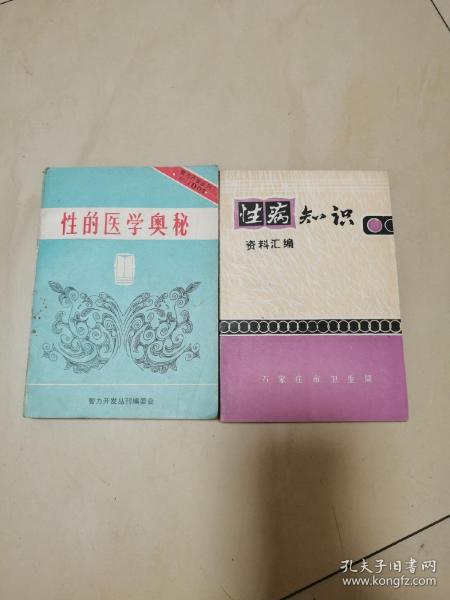 性的医学奥秘
智力开发丛刊编委会
性病知识
资料汇编
石家庄市卫生局
孔夫子旧书网
www.kongfz.com